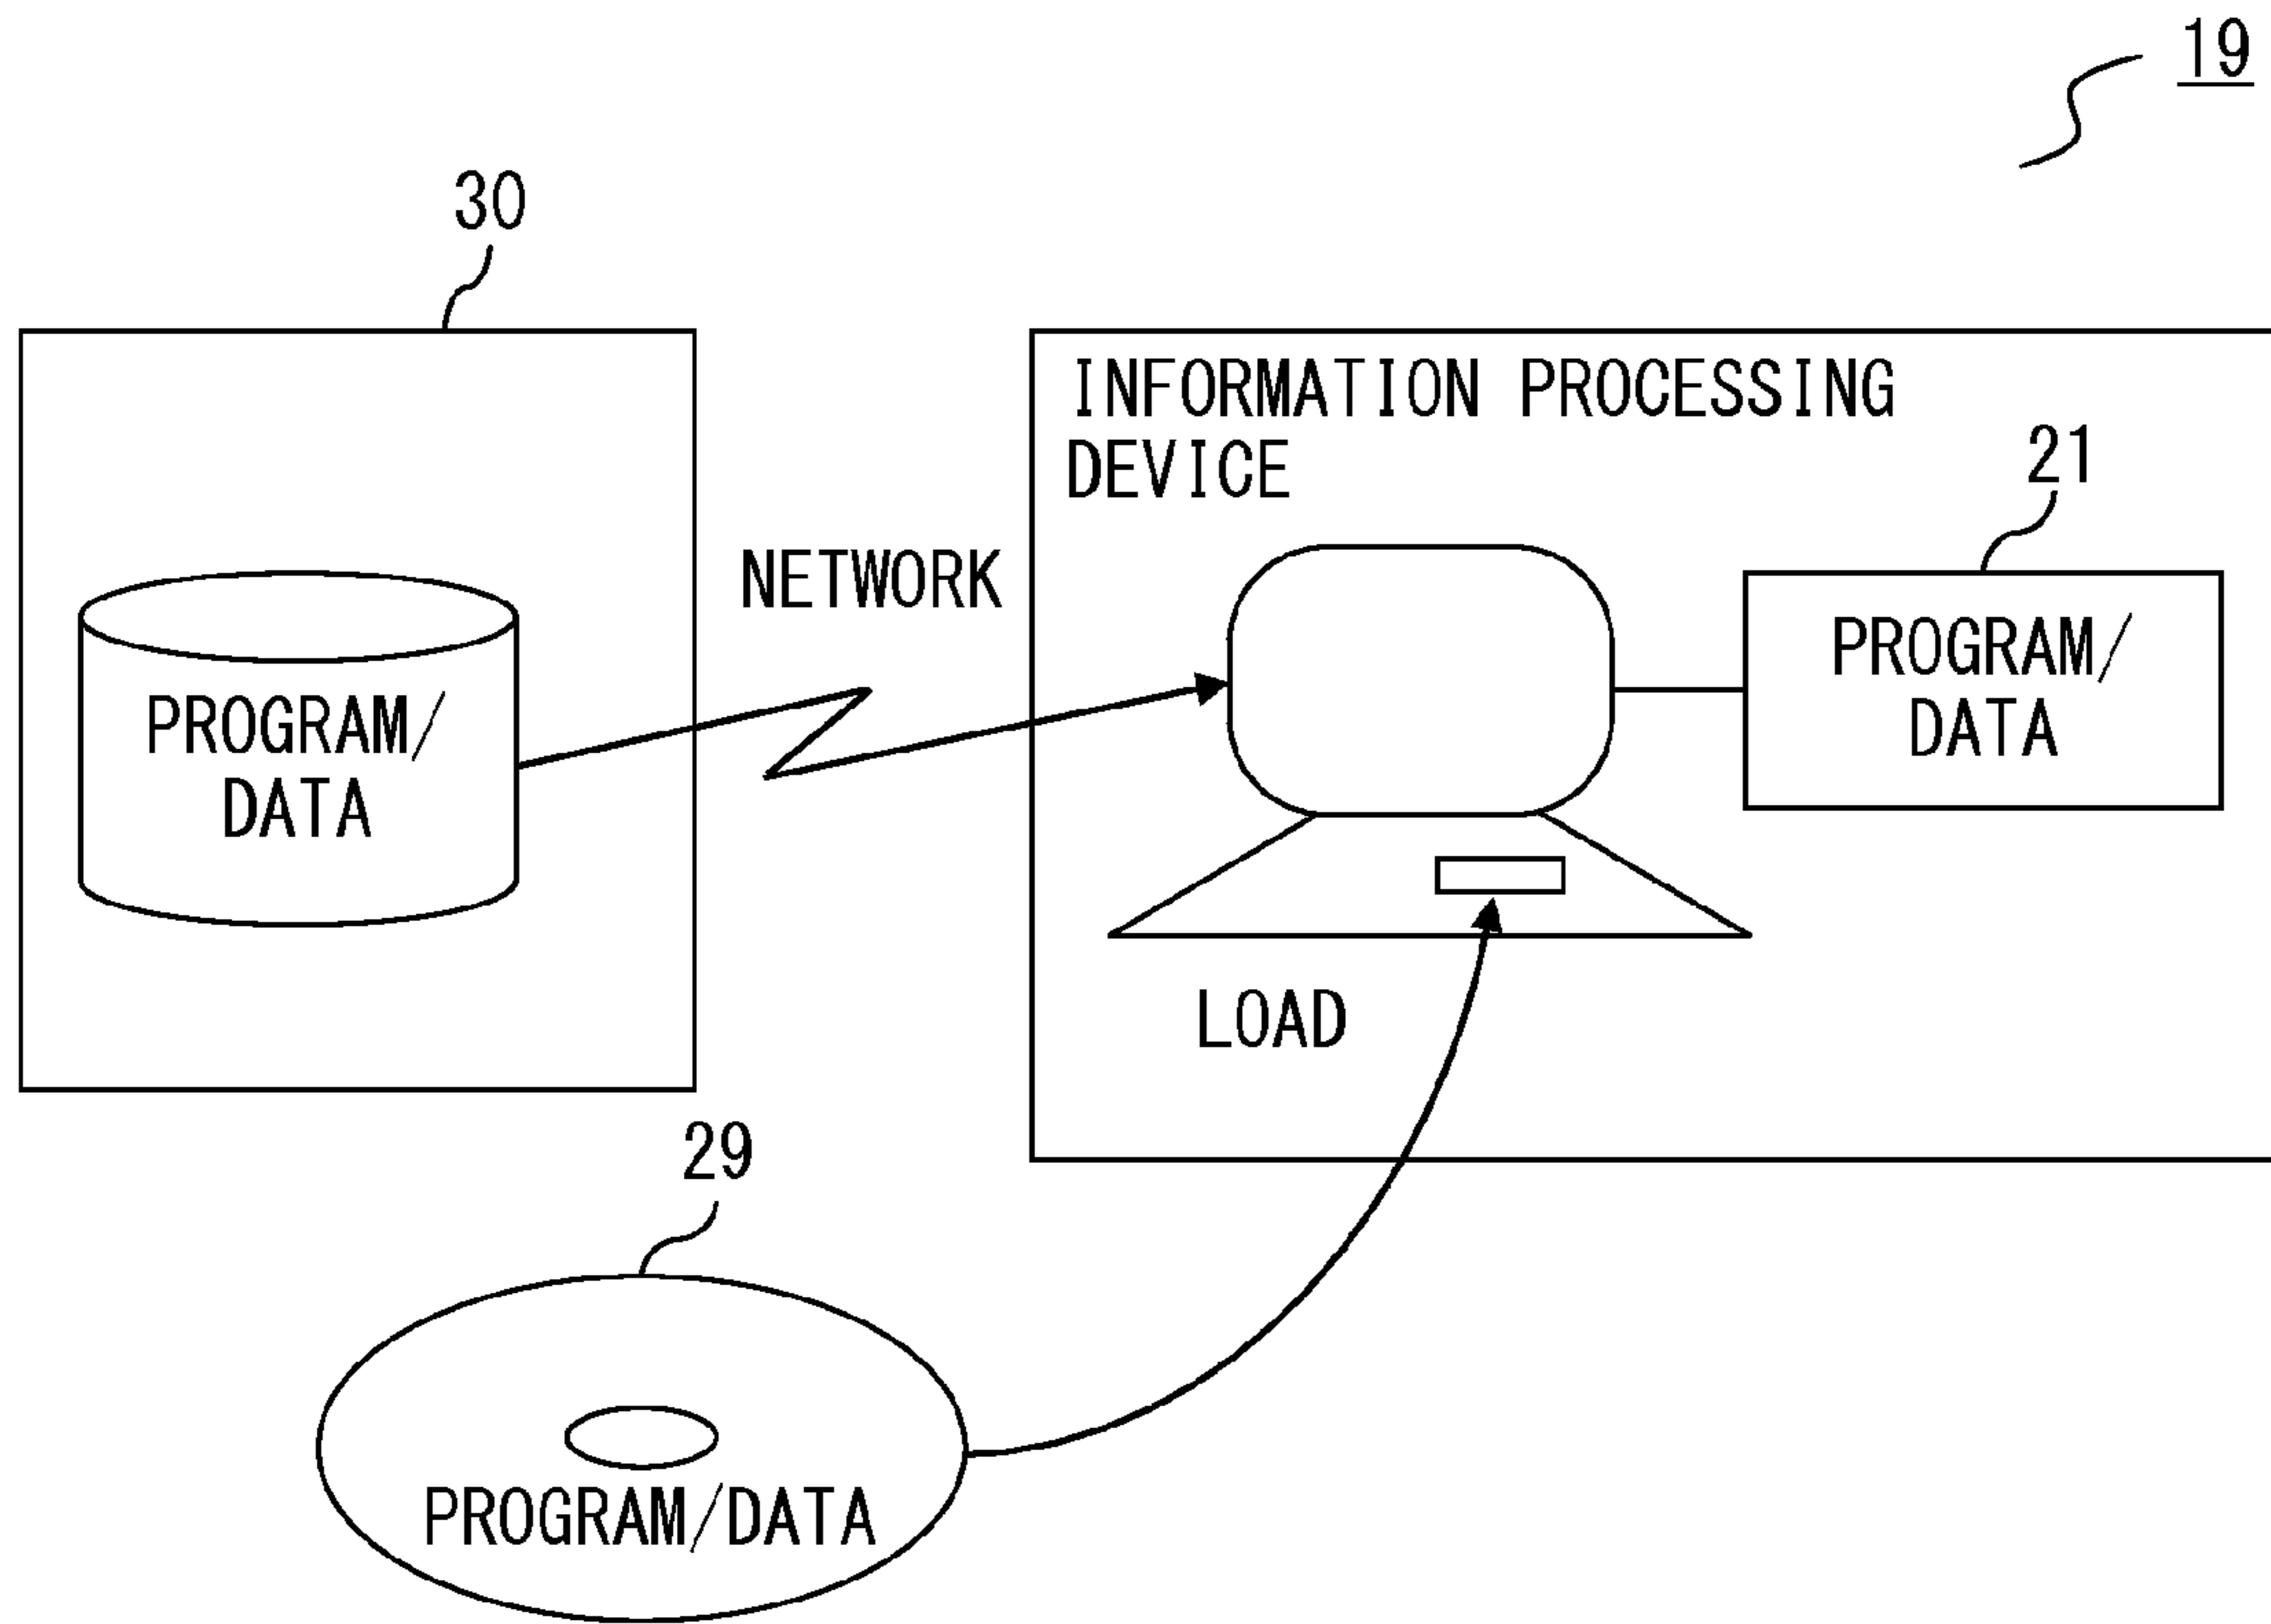 19
30
INFORMATION PROCESSING
DEVICE
21
NETWORK
PROGRAM/
DATA
PROGRAM/
DATA
LOAD
29
PROGRAM/DATA